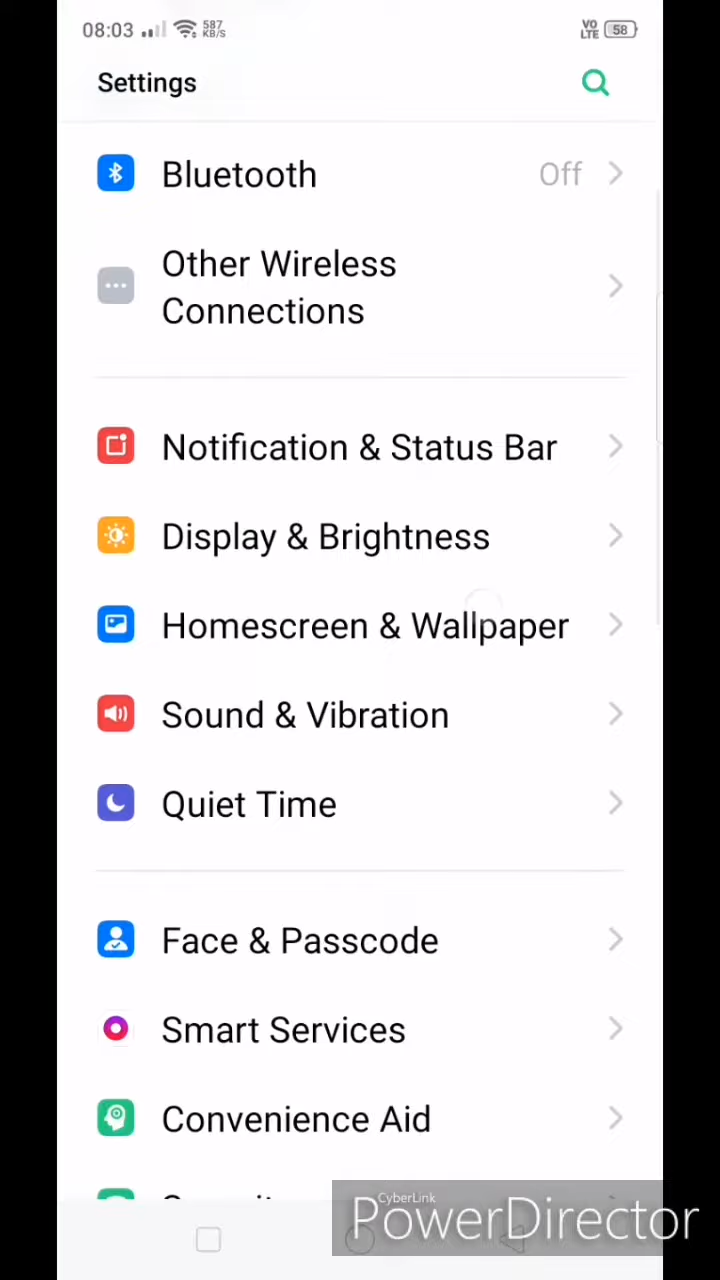 08:03 587 KB/S VO LTE 58
Settings
Bluetooth Off
Other Wireless
Connections
Notification & Status Bar
Display & Brightness
Homescreen & Wallpaper
Sound & Vibration
Quiet Time
Face & Passcode
Smart Services
Convenience Aid
CyberLink
PowerDirector